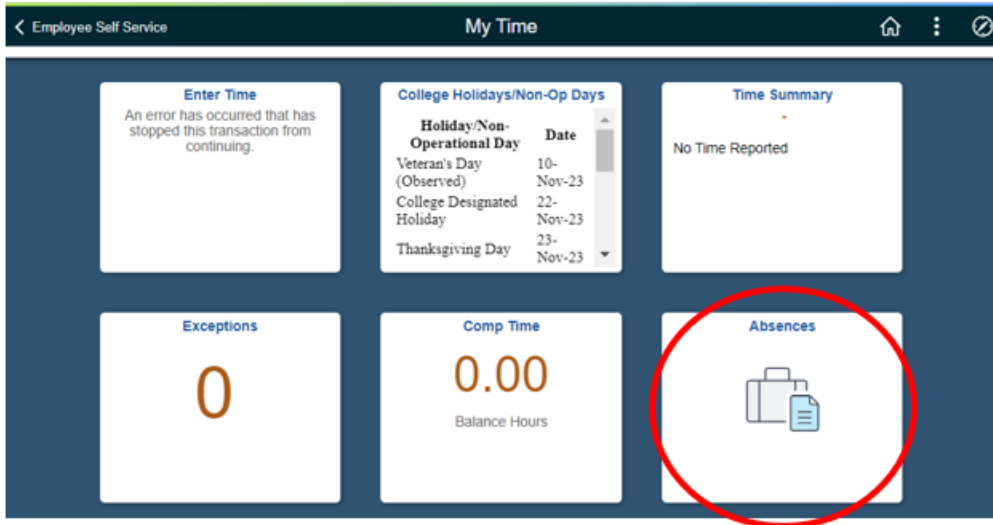 Employee Self Service
My Time
Enter Time
An error has occurred that has
stopped this transaction from
continuing.
College Holidays/Non-Op Days
Holiday/Non-
Operational Day
Date
Veteran's Day
(Observed)
10-
Nov-23
College Designated
Holiday
22-
Nov-23
Thanksgiving Day
23-
Nov-23
Time Summary
-
No Time Reported
Exceptions
0
Comp Time
0.00
Balance Hours
Absences